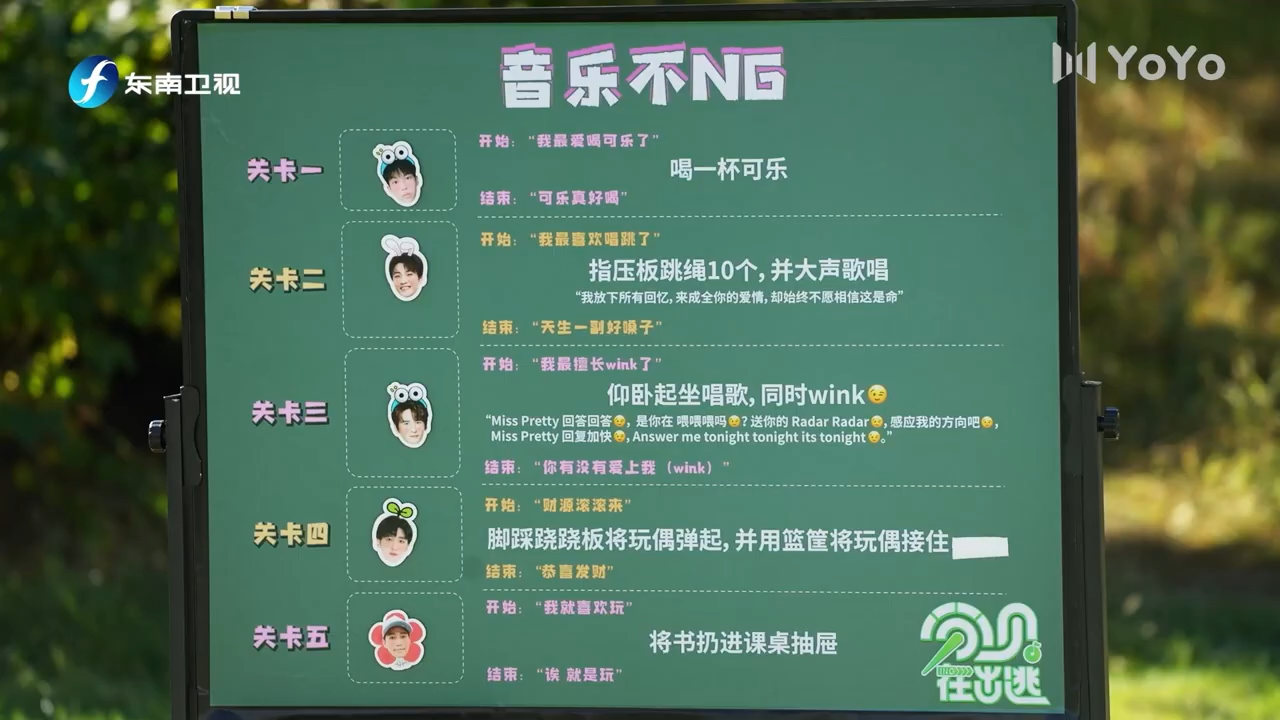 东南卫视
YoYo
音乐不NG
关卡一
开始：“我最爱喝可乐了”
喝一杯可乐
结束：“可乐真好喝”
关卡二
开始：“我最喜欢唱跳了”
指压板跳绳10个，并大声歌唱
“我放下所有回忆，来成全你的爱情，却始终不愿相信这是命”
结束：“天生一副好嗓子”
关卡三
开始：“我最擅长wink了”
仰卧起坐唱歌，同时wink😉
“Miss Pretty 回答回答😉，是你在 喂喂喂吗😉？送你的 Radar Radar😉，感应我的方向吧😉，
Miss Pretty 回复加快😉，Answer me tonight tonight its tonight😉。”
结束：“你有没有爱上我（wink）”
关卡四
开始：“财源滚滚来”
脚踩跷跷板将玩偶弹起，并用篮筐将玩偶接住
结束：“恭喜发财”
关卡五
开始：“我就喜欢玩”
将书扔进课桌抽屉
结束：“诶 就是玩”
在出逃